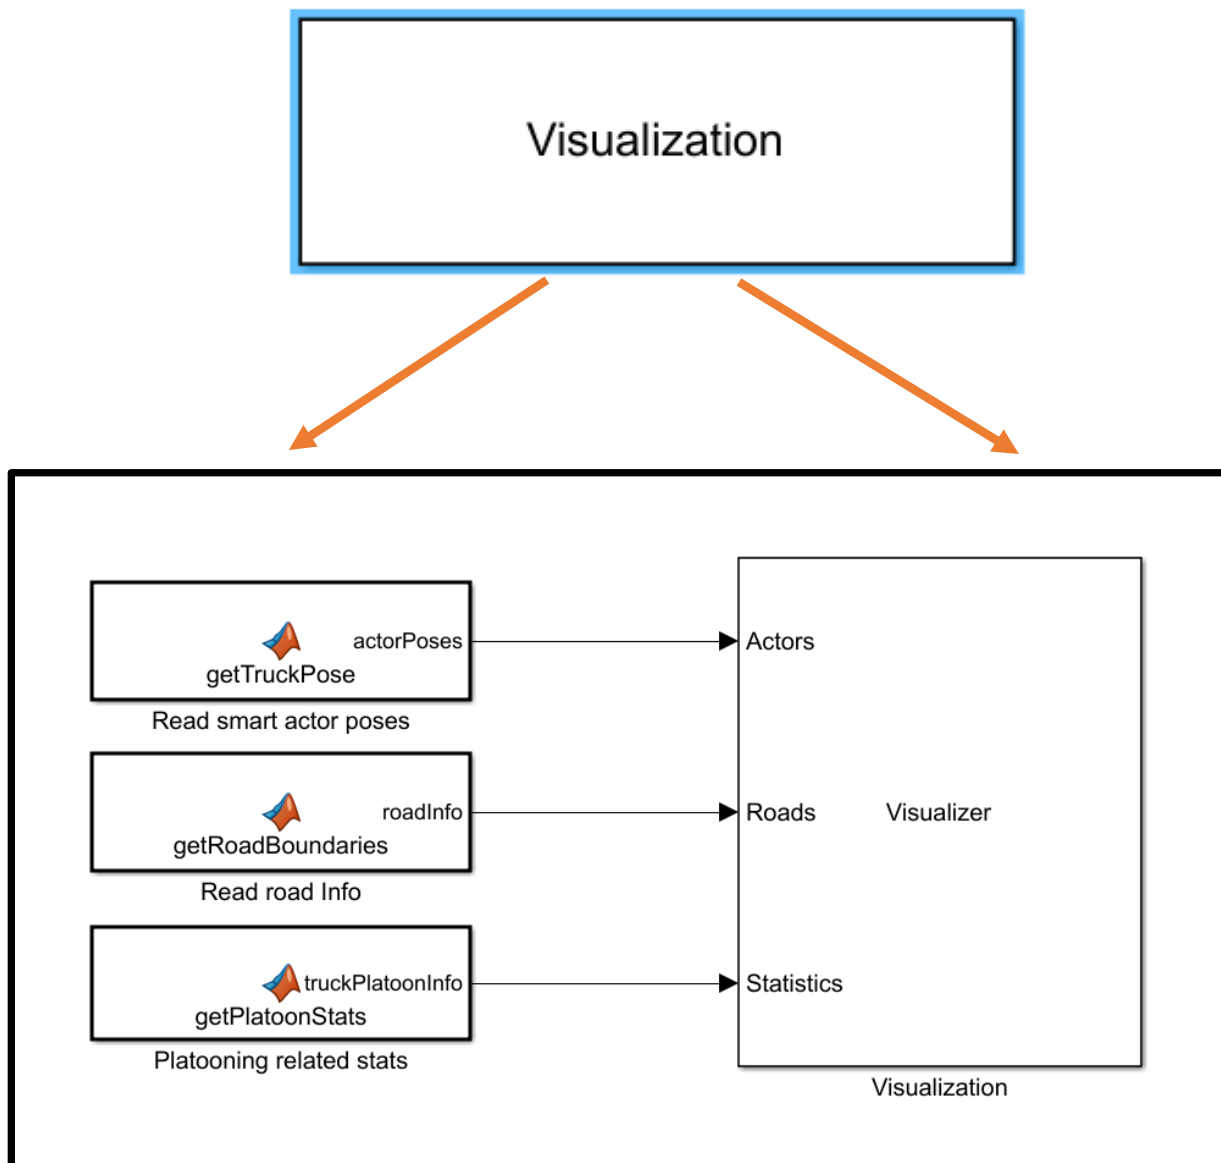 Visualization
actorPoses
getTruckPose
Read smart actor poses
roadInfo
getRoadBoundaries
Read road Info
truckPlatoonInfo
getPlatoonStats
Platooning related stats
Actors
Roads
Visualizer
Statistics
Visualization